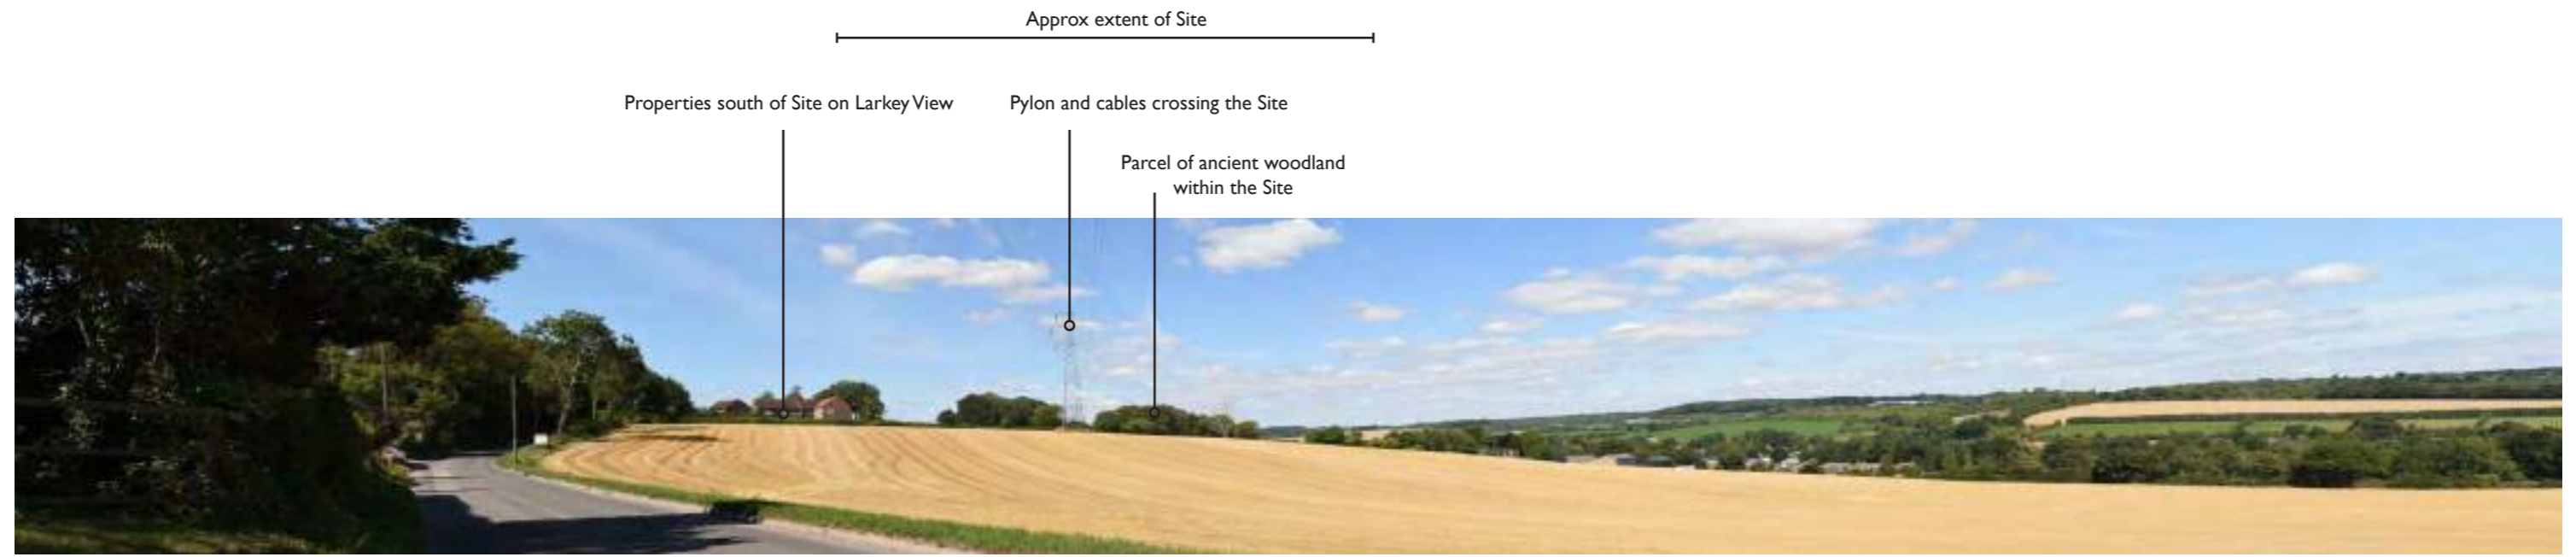 Approx extent of Site
Properties south of Site on Larkey View
Pylon and cables crossing the Site
Parcel of ancient woodland
within the Site